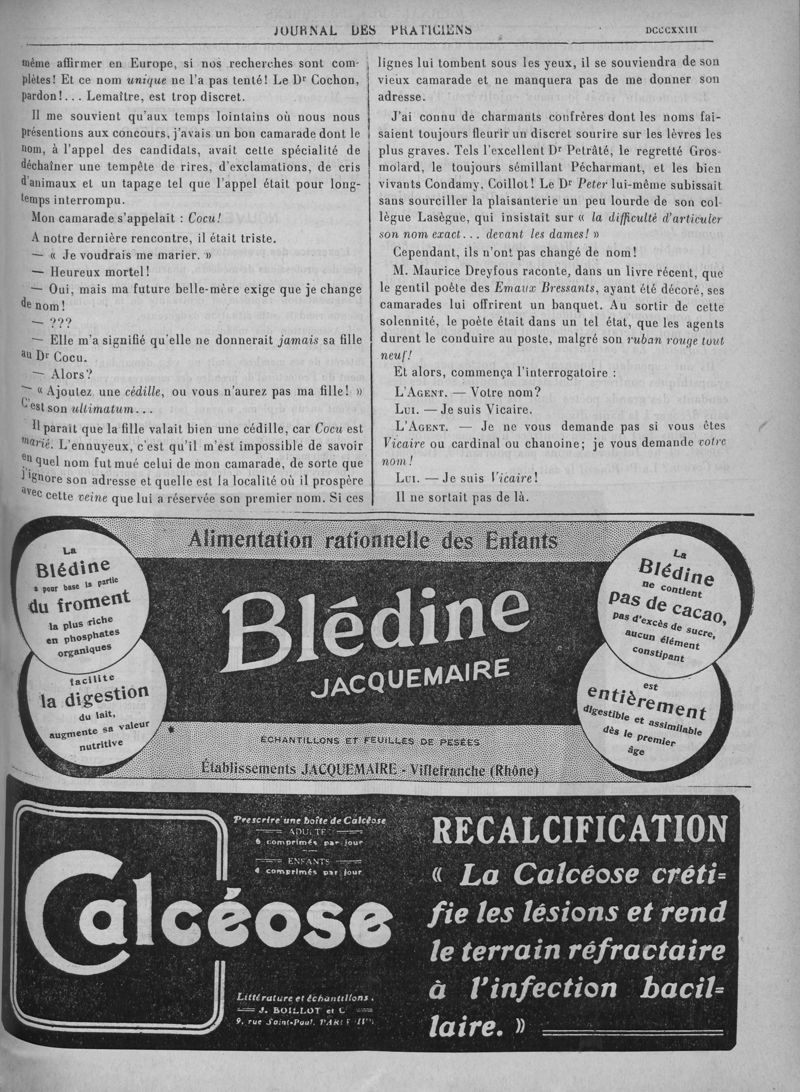 JOURNAL DES PRATICIENS
DCCCXXIII
même affirmer en Europe, si nos recherches sont com-
plètes! Et ce nom unique ne l'a pas tenté! Le Dr Cochon,
pardon!... Lemaître, est trop discret.
Il me souvient qu'aux temps lointains où nous nous
présentions aux concours, j'avais un bon camarade dont le
nom, à l'appel des candidats, avait cette spécialité de
déchaîner une tempête de rires, d'exclamations, de cris
d'animaux et un tapage tel que l'appel était pour long-
temps interrompu.
Mon camarade s'appelait : Cocu!
A notre dernière rencontre, il était triste.
— « Je voudrais me marier. »
— Heureux mortel!
— Oui, mais ma future belle-mère exige que je change
de nom!
— ???
— Elle m'a signifié qu'elle ne donnerait jamais sa fille
au Dr Cocu.
— Alors?
— « Ajoutez une cédille, ou vous n'aurez pas ma fille! »
C'est son ultimatum...
Il paraît que la fille valait bien une cédille, car Cocu est
marié. L'ennuyeux, c'est qu'il m'est impossible de savoir
en quel nom fut mué celui de mon camarade, de sorte que
j'ignore son adresse et quelle est la localité où il prospère
avec cette veine que lui a réservée son premier nom. Si ces
lignes lui tombent sous les yeux, il se souviendra de son
vieux camarade et ne manquera pas de me donner son
adresse.
J'ai connu de charmants confrères dont les noms fai-
saient toujours fleurir un discret sourire sur les lèvres les
plus graves. Tels l'excellent Dr Petrâté, le regretté Gros-
molard, le toujours sémillant Pécharmant, et les bien
vivants Condamy, Coillot! Le Dr Peter lui-même subissait
sans sourciller la plaisanterie un peu lourde de son col-
lègue Lasègue, qui insistait sur « la difficulté d'articuler
son nom exact... devant les dames! »
Cependant, ils n'ont pas changé de nom!
M. Maurice Dreyfous raconte, dans un livre récent, que
le gentil poète des Emaux Bressants, ayant été décoré, ses
camarades lui offrirent un banquet. Au sortir de cette
solennité, le poète était dans un tel état, que les agents
durent le conduire au poste, malgré son ruban rouge tout
neuf!
Et alors, commença l'interrogatoire :
L'AGENT. — Votre nom?
LUI. — Je suis Vicaire.
L'AGENT. — Je ne vous demande pas si vous êtes
Vicaire ou cardinal ou chanoine; je vous demande votre
nom!
LUI. — Je suis Vicaire!
Il ne sortait pas de là.
Alimentation rationnelle des Enfants
La
Blédine
a pour base la partie
du froment
la plus riche
en phosphates
organiques
facilite
la digestion
du lait,
augmente sa valeur
nutritive
Blédine
JACQUEMAIRE
La
Blédine
ne contient
pas de cacao,
pas d'excès de sucre,
aucun élément
constipant
est
entièrement
digestible et assimilable
dès le premier
âge
ÉCHANTILLONS ET FEUILLES DE PESÉES
Établissements JACQUEMAIRE - Villefranche (Rhône)
Calcéose
Prescrire une boîte de Calcéose
ADULTE
6 comprimés par jour
ENFANTS
4 comprimés par jour
Littérature et échantillons.
J. BOILLOT et C
9, rue Saint-Paul, PARIS
RECALCIFICATION
« La Calcéose créti=
fie les lésions et rend
le terrain réfractaire
à l'infection bacil=
laire. »